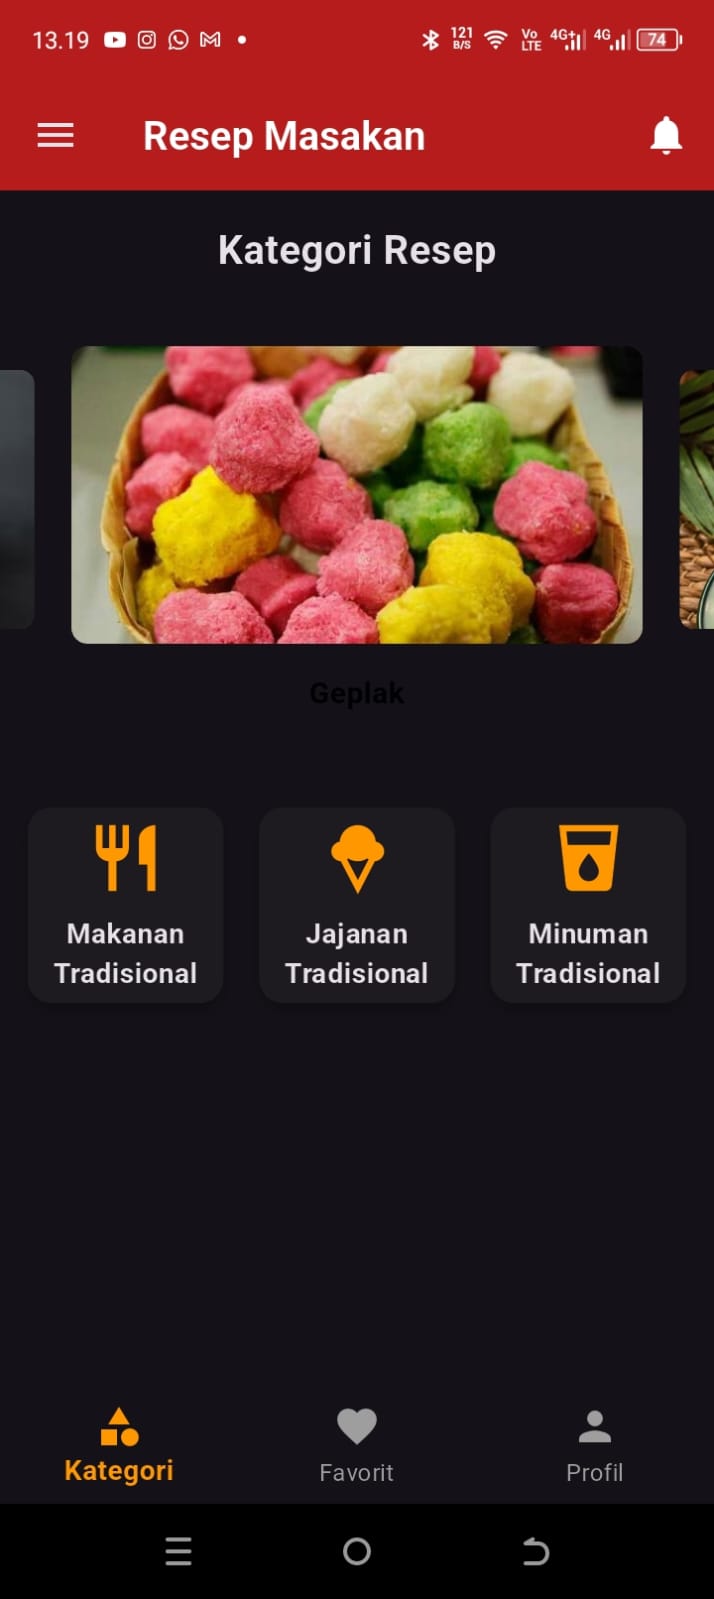 13.19
121
B/S
Vo
LTE
4G+
4G
74
Resep Masakan
Kategori Resep
Geplak
Makanan
Tradisional
Jajanan
Tradisional
Minuman
Tradisional
Kategori
Favorit
Profil